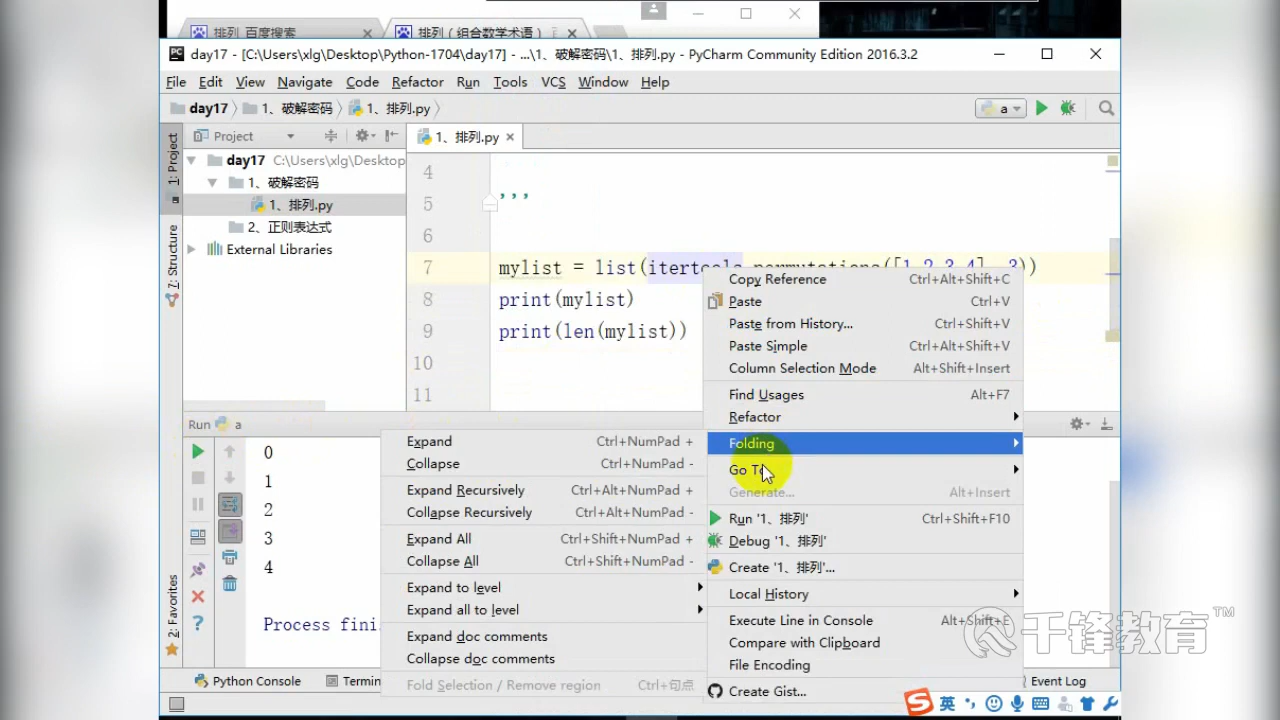 排列_百度搜索
排列（组合数学术语）
day17 - [C:\Users\xlg\Desktop\Python-1704\day17] - ...\1、破解密码\1、排列.py - PyCharm Community Edition 2016.3.2
File Edit View Navigate Code Refactor Run Tools VCS Window Help
day17 1、破解密码 1、排列.py
a
Project
1、排列.py
1: Project
day17 C:\Users\xlg\Desktop
1、破解密码
1、排列.py
2、正则表达式
External Libraries
7: Structure
2: Favorites
4
5 '''
6
7 mylist = list(itertools.permutations([1,2,3,4], 3))
8 print(mylist)
9 print(len(mylist))
10
11
Run a
0
1
2
3
4
Process fini
Copy Reference Ctrl+Alt+Shift+C
Paste Ctrl+V
Paste from History... Ctrl+Shift+V
Paste Simple Ctrl+Alt+Shift+V
Column Selection Mode Alt+Shift+Insert
Find Usages Alt+F7
Refactor
Folding
Go To
Generate... Alt+Insert
Run '1、排列' Ctrl+Shift+F10
Debug '1、排列'
Create '1、排列'...
Local History
Execute Line in Console Alt+Shift+E
Compare with Clipboard
File Encoding
Create Gist...
Expand Ctrl+NumPad +
Collapse Ctrl+NumPad -
Expand Recursively Ctrl+Alt+NumPad +
Collapse Recursively Ctrl+Alt+NumPad -
Expand All Ctrl+Shift+NumPad +
Collapse All Ctrl+Shift+NumPad -
Expand to level
Expand all to level
Expand doc comments
Collapse doc comments
Fold Selection / Remove region Ctrl+句点
Python Console
Termin
Event Log
英
千锋教育™